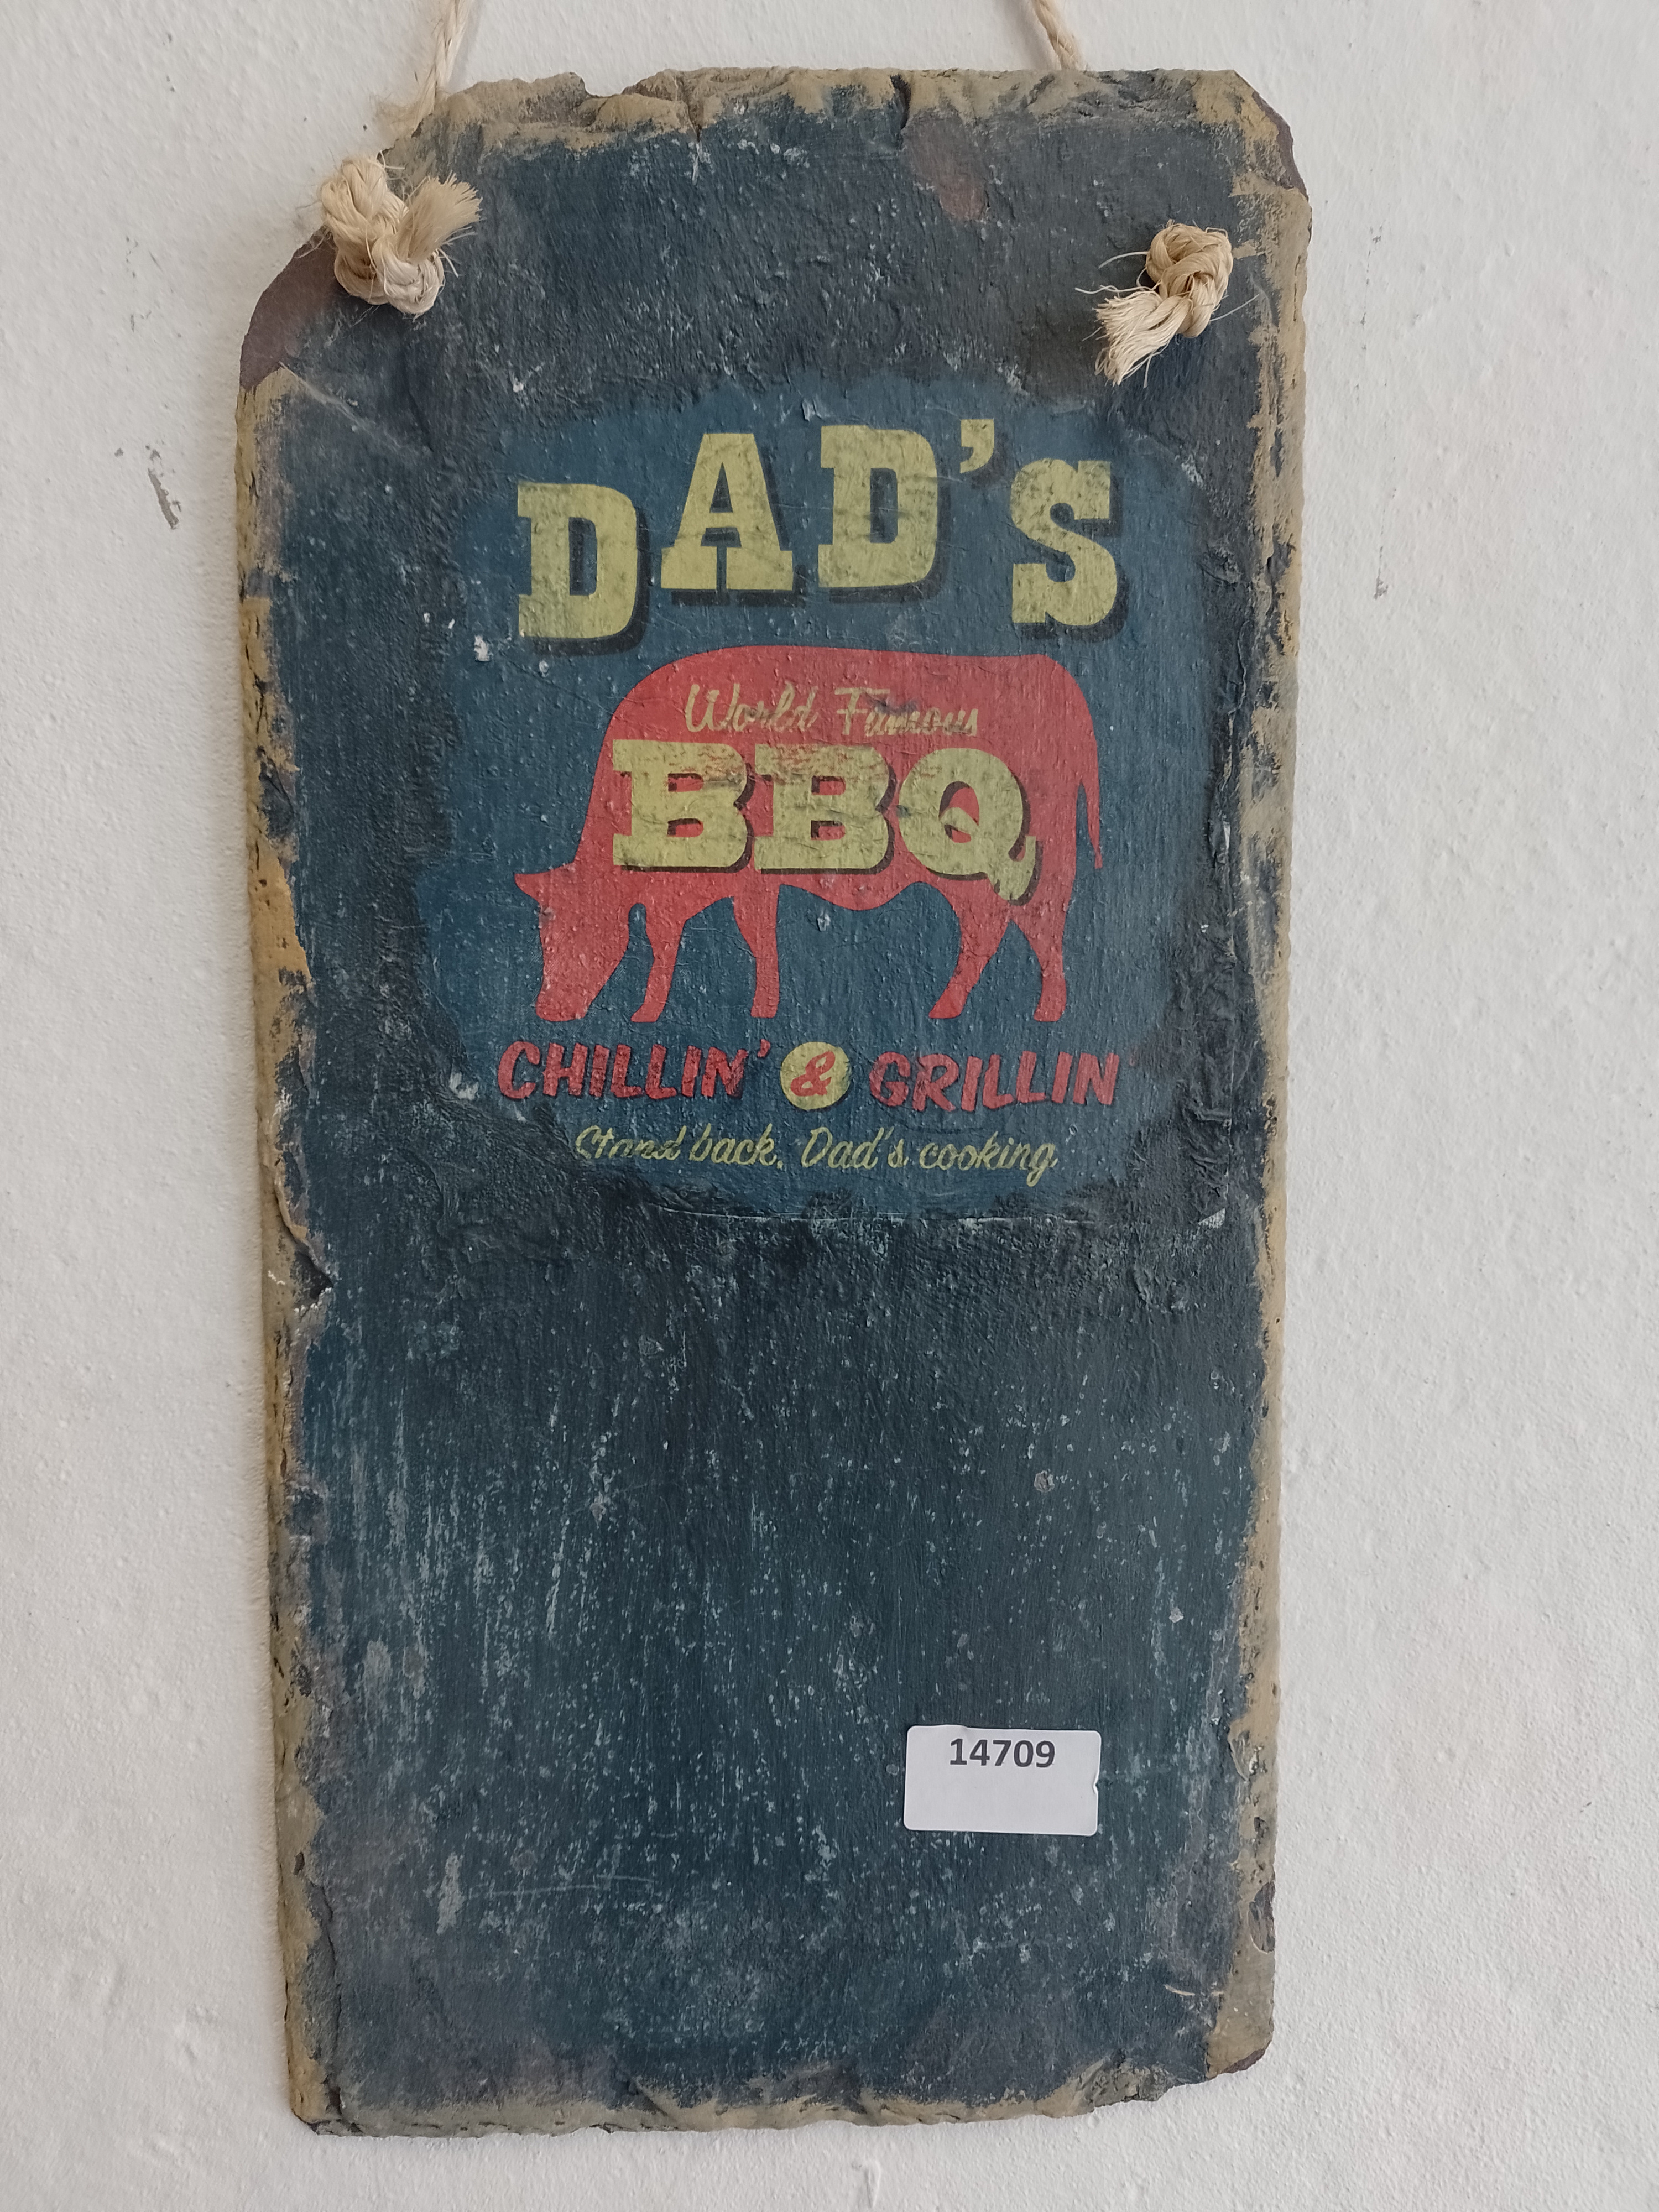 DAD'S
World Famous
BBQ
CHILLIN' & GRILLIN'
Stand back, Dad's cooking
14709